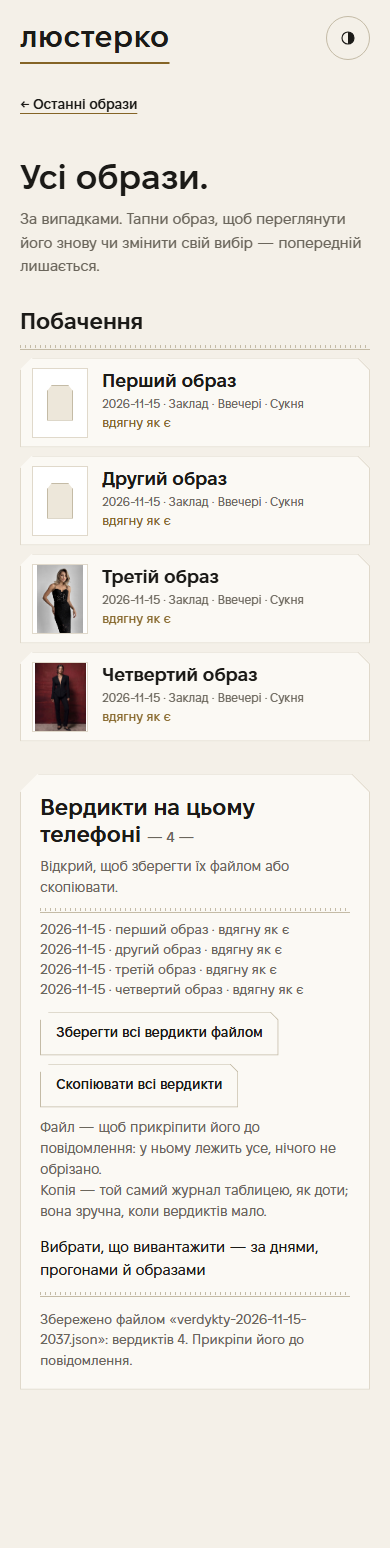 люстерко
← Останні образи
Усі образи.
За випадками. Тапни образ, щоб переглянути
його знову чи змінити свій вибір — попередній
лишається.
Побачення
Перший образ
2026-11-15 · Заклад · Ввечері · Сукня
вдягну як є
Другий образ
2026-11-15 · Заклад · Ввечері · Сукня
вдягну як є
Третій образ
2026-11-15 · Заклад · Ввечері · Сукня
вдягну як є
Четвертий образ
2026-11-15 · Заклад · Ввечері · Сукня
вдягну як є
Вердикти на цьому
телефоні — 4 —
Відкрий, щоб зберегти їх файлом або
скопіювати.
2026-11-15 · перший образ · вдягну як є
2026-11-15 · другий образ · вдягну як є
2026-11-15 · третій образ · вдягну як є
2026-11-15 · четвертий образ · вдягну як є
Зберегти всі вердикти файлом
Скопіювати всі вердикти
Файл — щоб прикріпити його до
повідомлення: у ньому лежить усе, нічого не
обрізано.
Копія — той самий журнал таблицею, як доти;
вона зручна, коли вердиктів мало.
Вибрати, що вивантажити — за днями,
прогонами й образами
Збережено файлом «verdykty-2026-11-15-
2037.json»: вердиктів 4. Прикріпи його до
повідомлення.